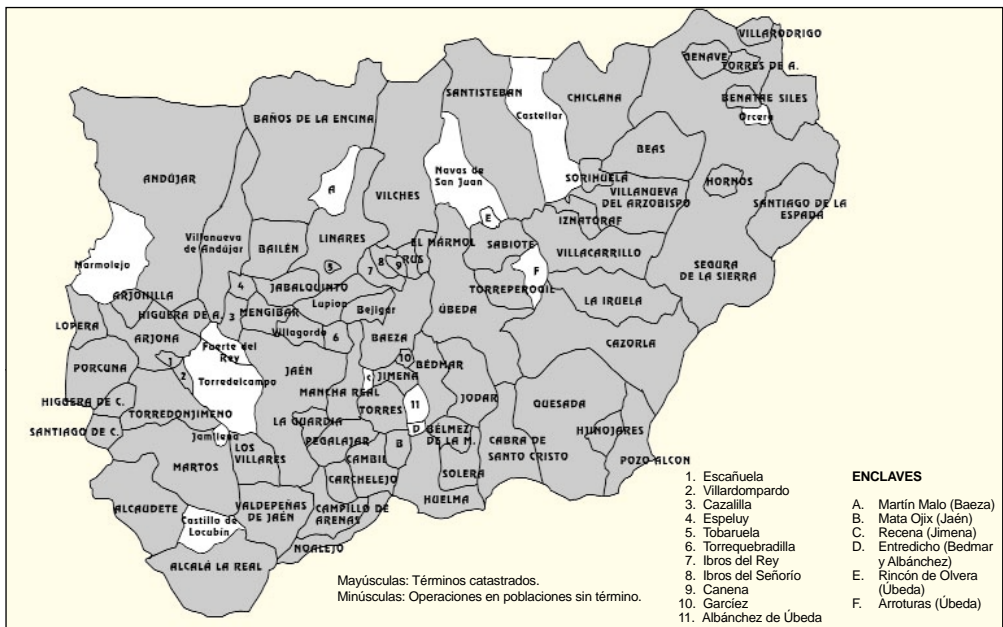 VILLARODRIGO
GENAVE
TORRES DE A.
BENATAE SILES
Orcera
SANTISTEBAN
CHICLANA
Castellar
BAÑOS DE LA ENCINA
BEAS
HORNOS
ANDÚJAR
A
VILCHES
Navas de
San Juan
SORIHUELA
VILLANUEVA
DEL ARZOBISPO
SANTIAGO DE LA
ESPADA
E
IZNATORAF
Villanueva
de Andújar
BAILÉN
LINARES
EL MÁRMOL
SABIOTE
VILLACARRILLO
Marmolejo
5
7
8
9
RUS
F
SEGURA
DE LA SIERRA
4
JABALQUINTO
TORREPEROGIL
LA IRUELA
ARJONILLA
HIGUERA DE A.
3
MENGIBAR
Lupion
Bejigar
ÚBEDA
LOPERA
ARJONA
Villagordo
6
BAEZA
CAZORLA
Fuerte del
Rey
PORCUNA
1
2
Torredelcampo
JAÉN
10
BEDMAR
C
JIMENA
MANCHA REAL
11
JODAR
QUESADA
HIGUERA DE C.
TORREDONJIMENO
LA GUARDIA
TORRES
SANTIAGO DE C.
Jamilena
PEGALAJAR
B
D
BÉLMEZ
DE LA M.
CABRA DE
SANTO CRISTO
HINOJARES
MARTOS
LOS
VILLARES
CAMBIL
SOLERA
POZO ALCON
CARCHELEJO
HUELMA
ALCAUDETE
VALDEPEÑAS
DE JAÉN
CAMPILLO DE
ARENAS
Castillo de
Locubín
NOALEJO
ALCALÁ LA REAL
Mayúsculas: Términos catastrados.
Minúsculas: Operaciones en poblaciones sin término.
1. Escañuela
2. Villardompardo
3. Cazalilla
4. Espeluy
5. Tobaruela
6. Torrequebradilla
7. Ibros del Rey
8. Ibros del Señorío
9. Canena
10. Garcíez
11. Albánchez de Úbeda
ENCLAVES
A. Martín Malo (Baeza)
B. Mata Ojix (Jaén)
C. Recena (Jimena)
D. Entredicho (Bedmar
y Albánchez)
E. Rincón de Olvera
(Úbeda)
F. Arroturas (Úbeda)